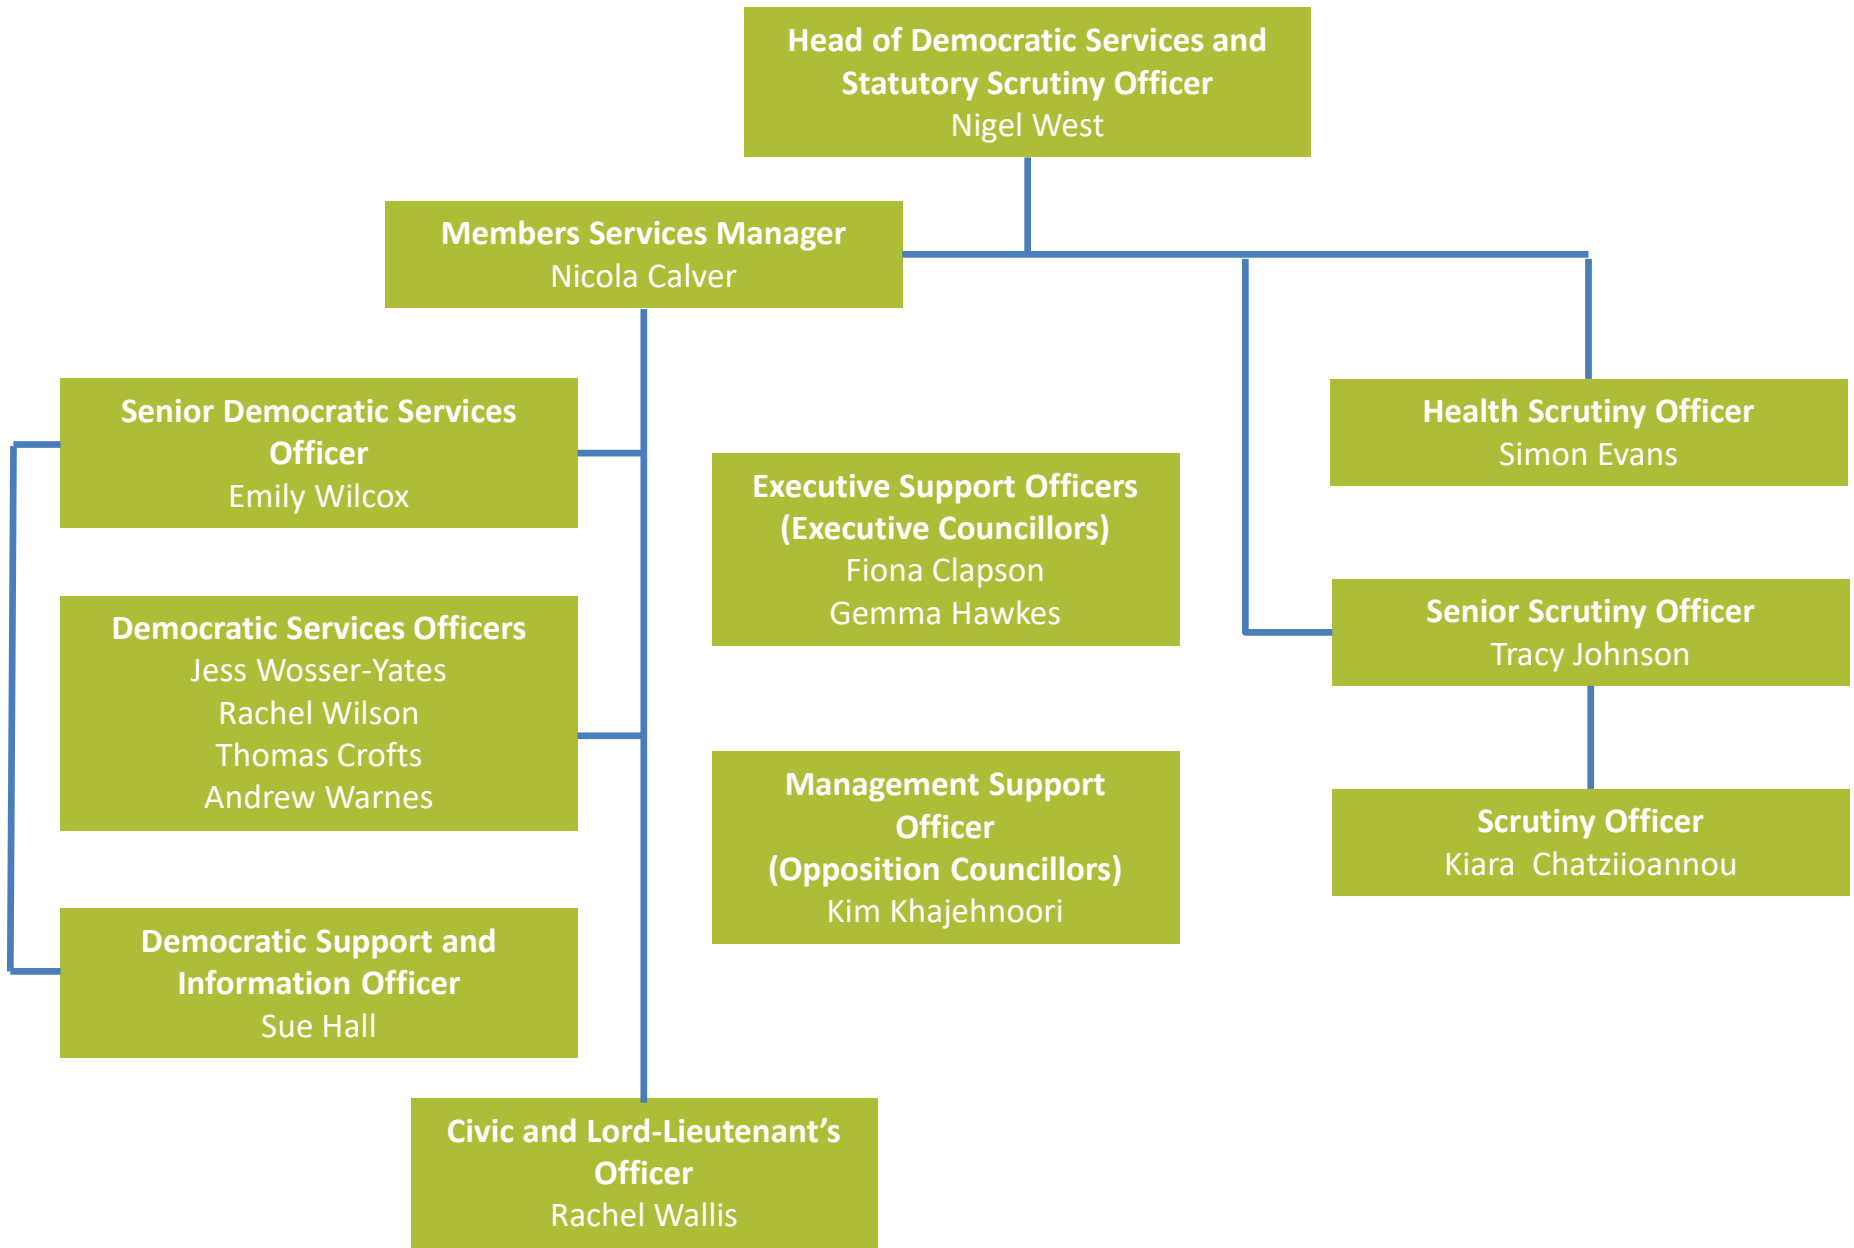 Head of Democratic Services and
Statutory Scrutiny Officer
Nigel West
Members Services Manager
Nicola Calver
Senior Democratic Services
Officer
Emily Wilcox
Democratic Services Officers
Jess Wosser-Yates
Rachel Wilson
Thomas Crofts
Andrew Warnes
Democratic Support and
Information Officer
Sue Hall
Civic and Lord-Lieutenant’s
Officer
Rachel Wallis
Executive Support Officers
(Executive Councillors)
Fiona Clapson
Gemma Hawkes
Management Support
Officer
(Opposition Councillors)
Kim Khajehnoori
Health Scrutiny Officer
Simon Evans
Senior Scrutiny Officer
Tracy Johnson
Scrutiny Officer
Kiara  Chatziioannou